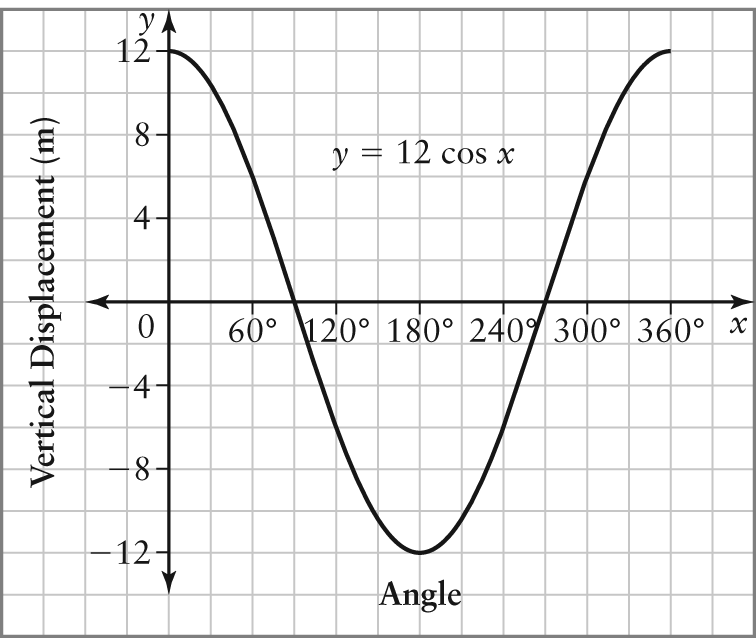 y
12
8
y = 12 cos x
4
0
60° 120° 180° 240° 300° 360° x
−4
−8
−12
Vertical Displacement (m)
Angle